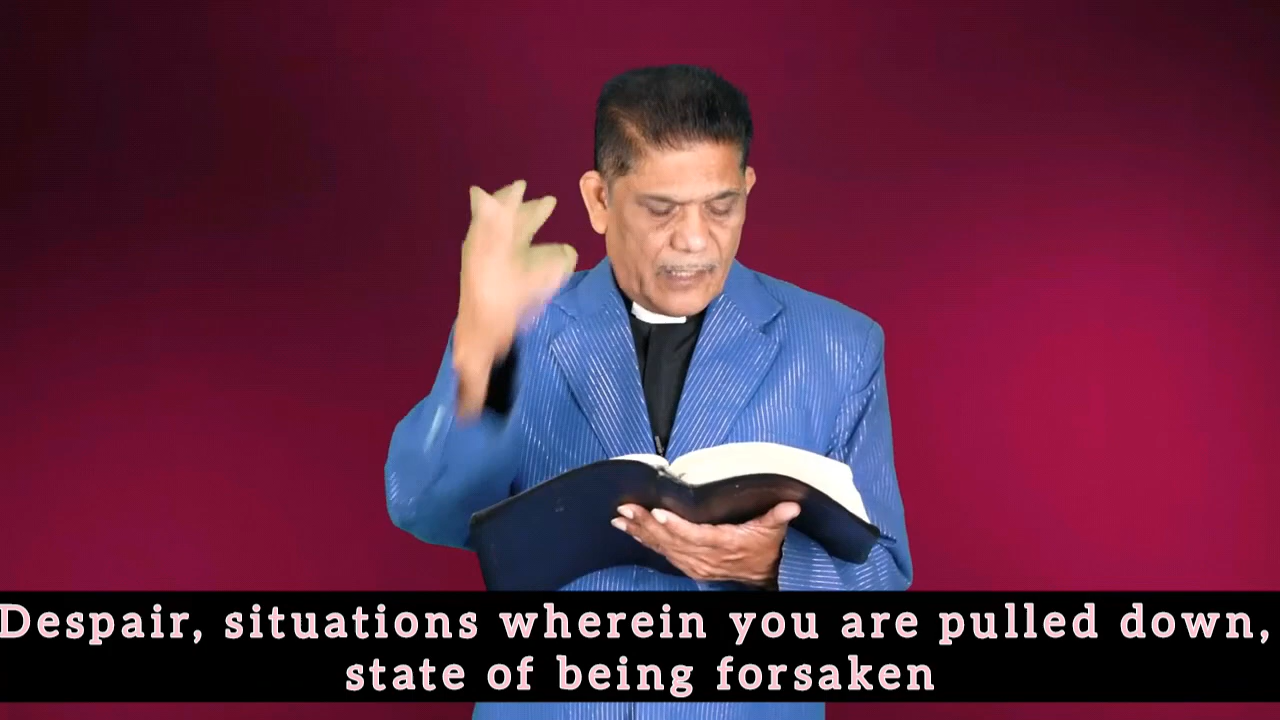 Despair, situations wherein you are pulled down,
state of being forsaken